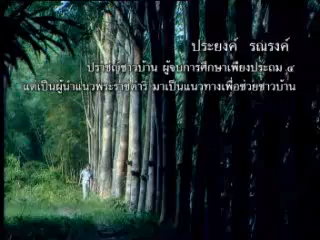 ประยงค์ รณรงค์
ปราชญ์ชาวบ้าน ผู้จบการศึกษาเพียงประถม ๔
แต่เป็นผู้นำแนวพระราชดำริ มาเป็นแนวทางเพื่อช่วยชาวบ้าน